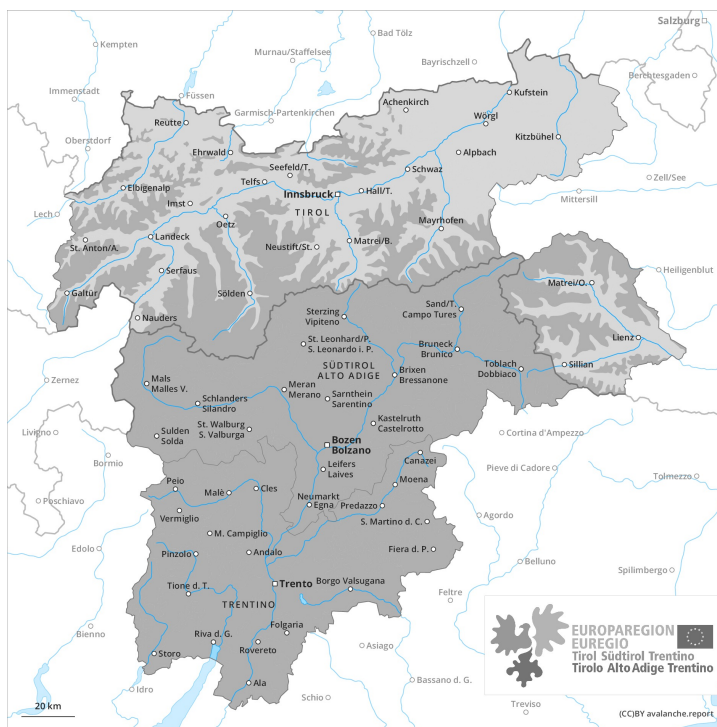 Salzburg
Kempten
Bad Tölz
Murnau/Staffelsee
Bayrischzell
Berchtesgaden
Immenstadt
Füssen
Garmisch-Partenkirchen
Achenkirch
Kufstein
Reutte
Wörgl
Oberstdorf
Ehrwald
Kitzbühel
Alpbach
Seefeld/T.
Schwaz
Zell/See
Telfs
Elbigenalp
Innsbruck
Hall/T.
Mittersill
Imst
TIROL
Lech
Oetz
Mayrhofen
Landeck
St. Anton/A.
Neustift/St.
Matrei/B.
Serfaus
Heiligenblut
Matrei/O.
Galtür
Sölden
Nauders
Sterzing
Vipiteno
Sand/T.
Campo Tures
St. Leonhard/P.
S. Leonardo i. P.
Lienz
Bruneck
Brunico
SÜDTIROL
ALTO ADIGE
Toblach
Dobbiaco
Sillian
Brixen
Bressanone
Zernez
Mals
Malles V.
Meran
Merano
Sarnthein
Sarentino
Schlanders
Silandro
St. Walburg
S. Valburga
Kastelruth
Castelrotto
Livigno
Sulden
Solda
Bozen
Bolzano
Cortina d'Ampezzo
Bormio
Canazei
Pieve di Cadore
Leifers
Laives
Tolmezzo
Peio
Malè
Cles
Moena
Poschiavo
Neumarkt
Egna
Predazzo
Vermiglio
S. Martino d. C.
Agordo
M. Campiglio
Edolo
Pinzolo
Andalo
Fiera d. P.
Belluno
Spilimbergo
Tione d. T.
Trento
Borgo Valsugana
Feltre
TRENTINO
Bienno
Folgaria
Riva d. G.
Rovereto
Asiago
Storo
Ala
Idro
Schio
Bassano d. G.
Treviso
EUROPAREGION
EUREGIO
Tirol Südtirol Trentino
Tirolo Alto Adige Trentino
20 km
(CC)BY avalanche.report